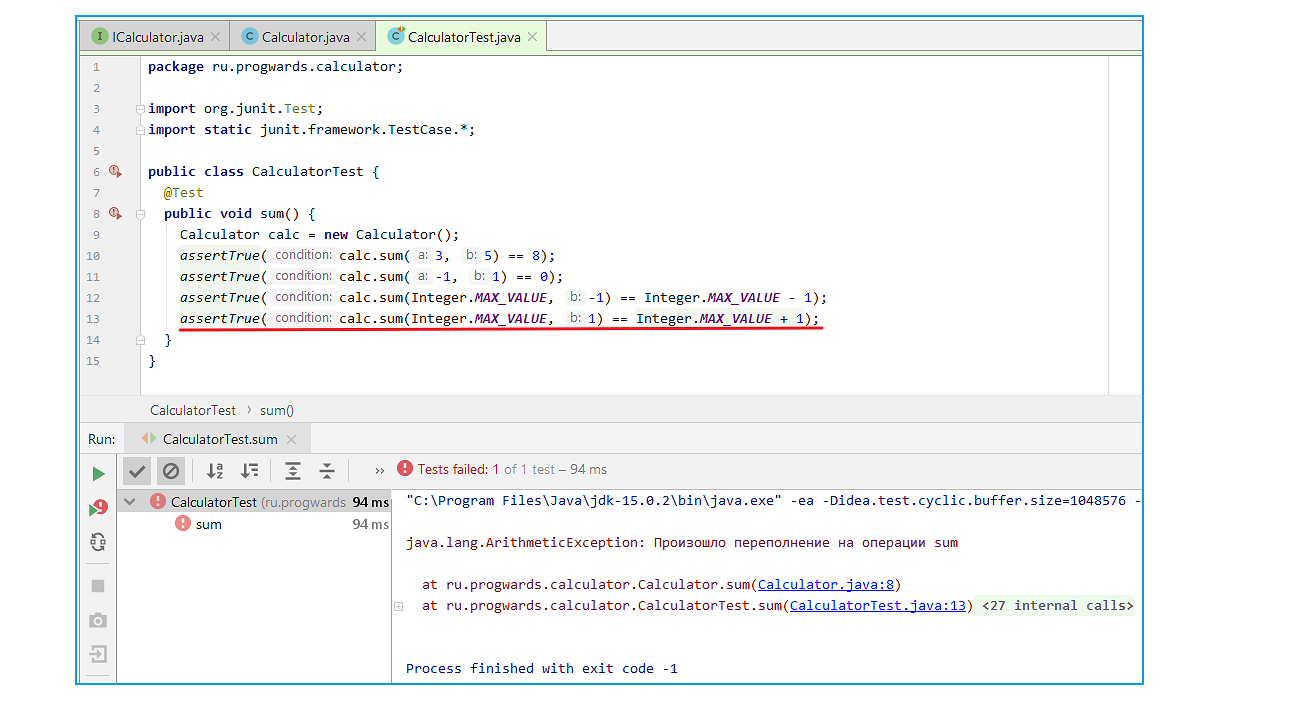 ICalculator.java Calculator.java CalculatorTest.java
1 package ru.progwards.calculator;
2
3 import org.junit.Test;
4 import static junit.framework.TestCase.*;
5
6 public class CalculatorTest {
7 @Test
8 public void sum() {
9 Calculator calc = new Calculator();
10 assertTrue( condition: calc.sum( a: 3, b: 5) == 8);
11 assertTrue( condition: calc.sum( a: -1, b: 1) == 0);
12 assertTrue( condition: calc.sum(Integer.MAX_VALUE, b: -1) == Integer.MAX_VALUE - 1);
13 assertTrue( condition: calc.sum(Integer.MAX_VALUE, b: 1) == Integer.MAX_VALUE + 1);
14 }
15 }
CalculatorTest › sum()
Run: CalculatorTest.sum
Tests failed: 1 of 1 test – 94 ms
CalculatorTest (ru.progwards 94 ms
sum 94 ms
"C:\Program Files\Java\jdk-15.0.2\bin\java.exe" -ea -Didea.test.cyclic.buffer.size=1048576 -
java.lang.ArithmeticException: Произошло переполнение на операции sum
at ru.progwards.calculator.Calculator.sum(Calculator.java:8)
at ru.progwards.calculator.CalculatorTest.sum(CalculatorTest.java:13) <27 internal calls>
Process finished with exit code -1